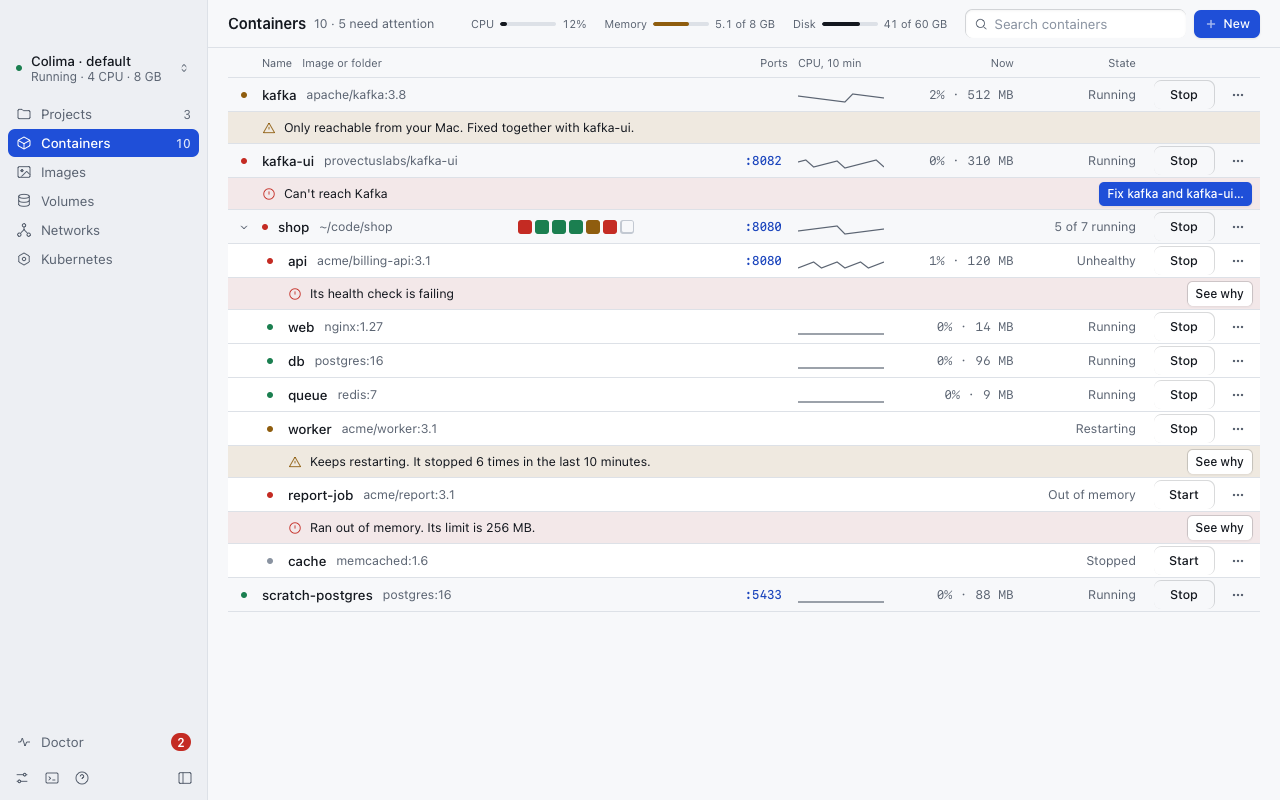 Containers 10 · 5 need attention CPU 12% Memory 5.1 of 8 GB Disk 41 of 60 GB Search containers New
Colima · default
Running · 4 CPU · 8 GB
Projects 3
Containers 10
Images
Volumes
Networks
Kubernetes
Doctor 2
Name Image or folder Ports CPU, 10 min Now State
kafka apache/kafka:3.8 2% · 512 MB Running Stop
Only reachable from your Mac. Fixed together with kafka-ui.
kafka-ui provectuslabs/kafka-ui :8082 0% · 310 MB Running Stop
Can't reach Kafka Fix kafka and kafka-ui...
shop ~/code/shop :8080 5 of 7 running Stop
api acme/billing-api:3.1 :8080 1% · 120 MB Unhealthy Stop
Its health check is failing See why
web nginx:1.27 0% · 14 MB Running Stop
db postgres:16 0% · 96 MB Running Stop
queue redis:7 0% · 9 MB Running Stop
worker acme/worker:3.1 Restarting Stop
Keeps restarting. It stopped 6 times in the last 10 minutes. See why
report-job acme/report:3.1 Out of memory Start
Ran out of memory. Its limit is 256 MB. See why
cache memcached:1.6 Stopped Start
scratch-postgres postgres:16 :5433 0% · 88 MB Running Stop